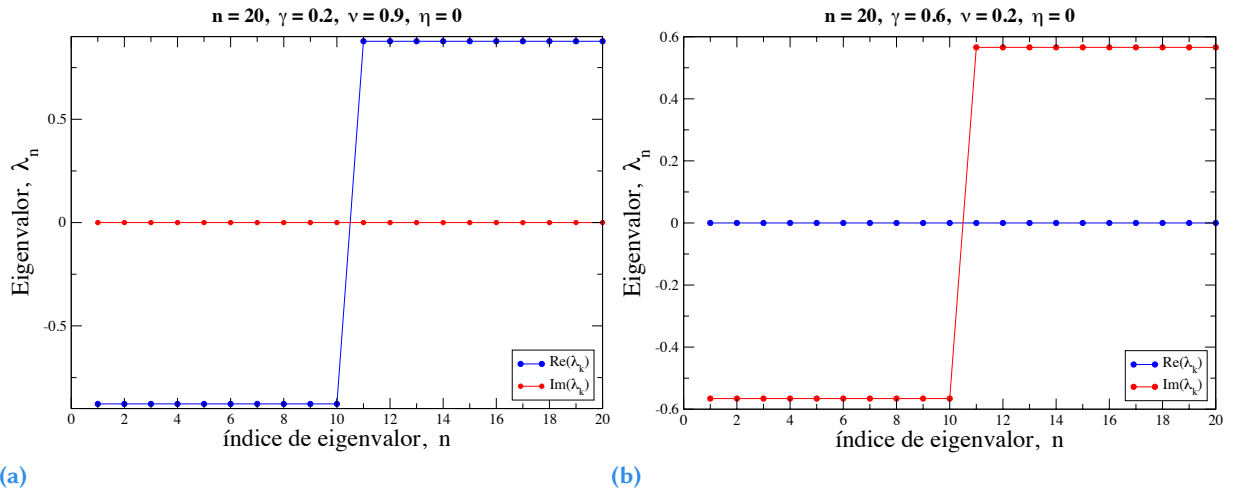 n = 20, γ = 0.2, ν = 0.9, η = 0
Eigenvalor, λn
0.5
0
-0.5
0 2 4 6 8 10 12 14 16 18 20
índice de eigenvalor, n
Re(λk)
Im(λk)
(a)
n = 20, γ = 0.6, ν = 0.2, η = 0
Eigenvalor, λn
0.6
0.4
0.2
0
-0.2
-0.4
-0.6
0 2 4 6 8 10 12 14 16 18 20
índice de eigenvalor, n
Re(λk)
Im(λk)
(b)